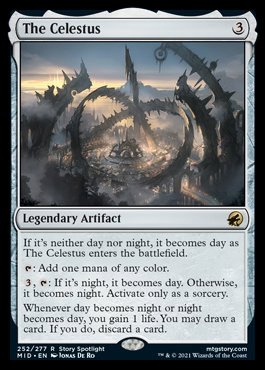 The Celestus 3
Legendary Artifact
If it's neither day nor night, it becomes day as
The Celestus enters the battlefield.
: Add one mana of any color.
3, : If it's night, it becomes day. Otherwise,
it becomes night. Activate only as a sorcery.
Whenever day becomes night or night
becomes day, you gain 1 life. You may draw a
card. If you do, discard a card.
252/277 R Story Spotlight mtgstory.com
MID • EN Jonas De Ro ™ & © 2021 Wizards of the Coast